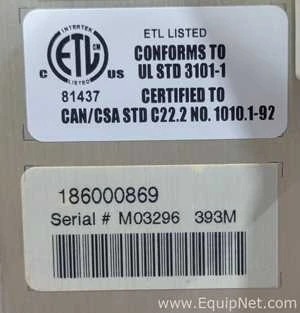 ETL LISTED
INTERTEK
ETL CM
LISTED
C US
81437
CONFORMS TO
UL STD 3101-1
CERTIFIED TO
CAN/CSA STD C22.2 NO. 1010.1-92
186000869
Serial # M03296 393M
www.EquipNet.com